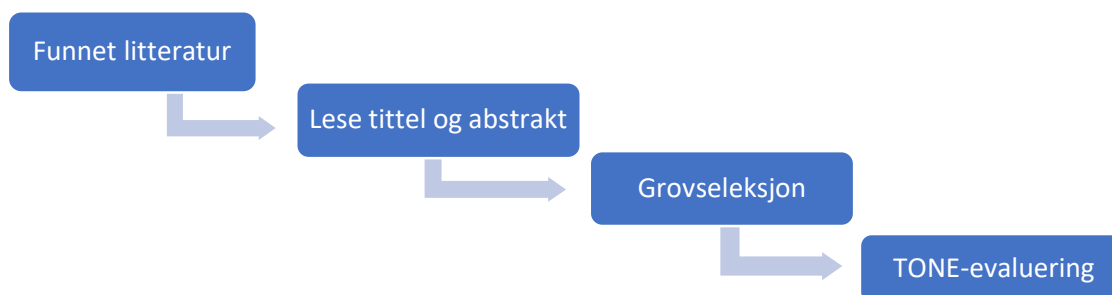 Funnet litteratur
Lese tittel og abstrakt
Grovseleksjon
TONE-evaluering